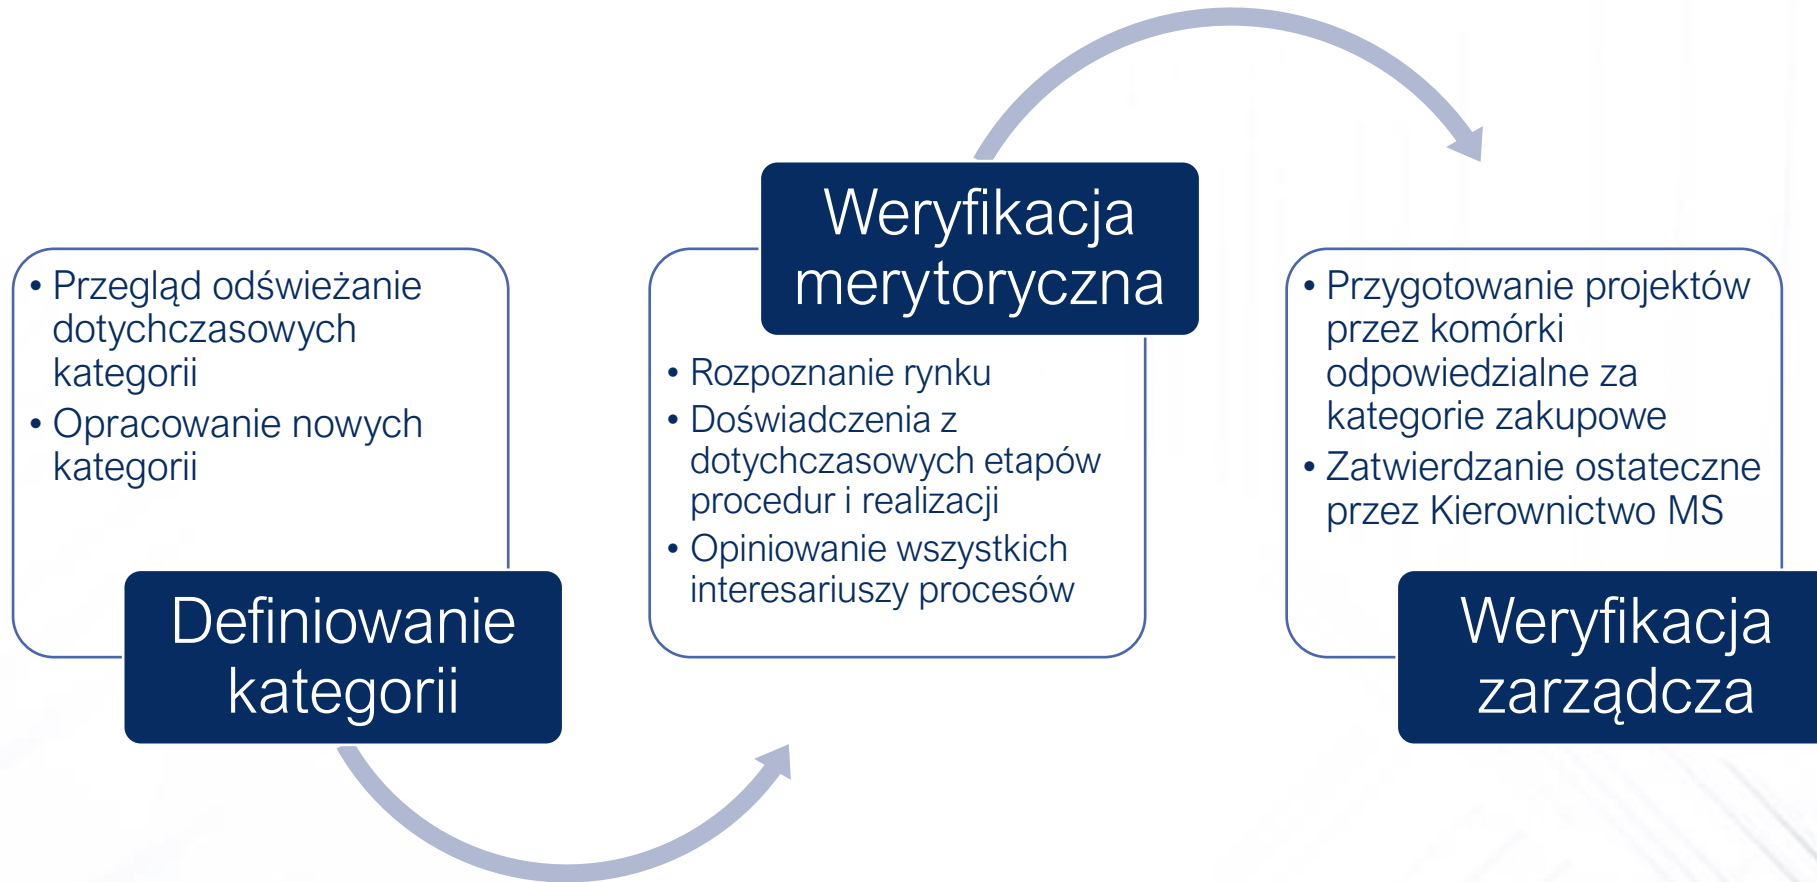 • Przegląd odświeżanie
dotychczasowych
kategorii
• Opracowanie nowych
kategorii
Definiowanie
kategorii
Weryfikacja
merytoryczna
• Rozpoznanie rynku
• Doświadczenia z
dotychczasowych etapów
procedur i realizacji
• Opiniowanie wszystkich
interesariuszy procesów
• Przygotowanie projektów
przez komórki
odpowiedzialne za
kategorie zakupowe
• Zatwierdzanie ostateczne
przez Kierownictwo MS
Weryfikacja
zarządcza